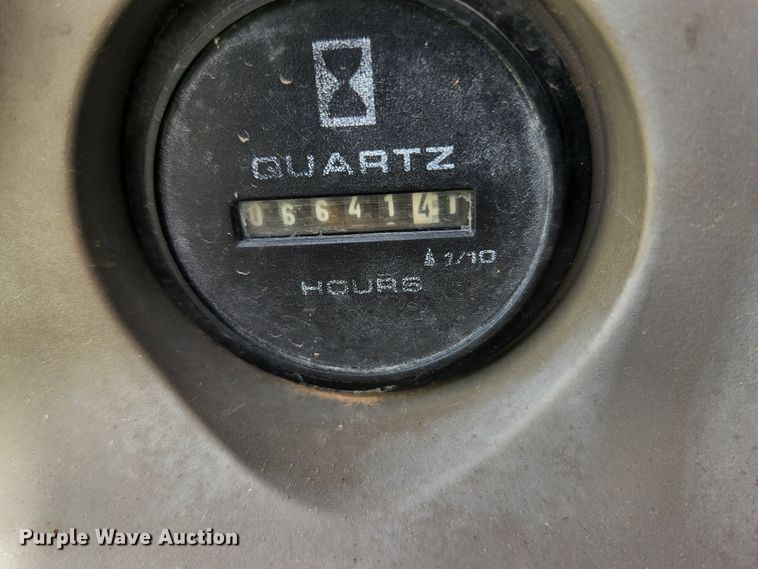 QUARTZ
066414
1/10
HOURS
Purple Wave Auction